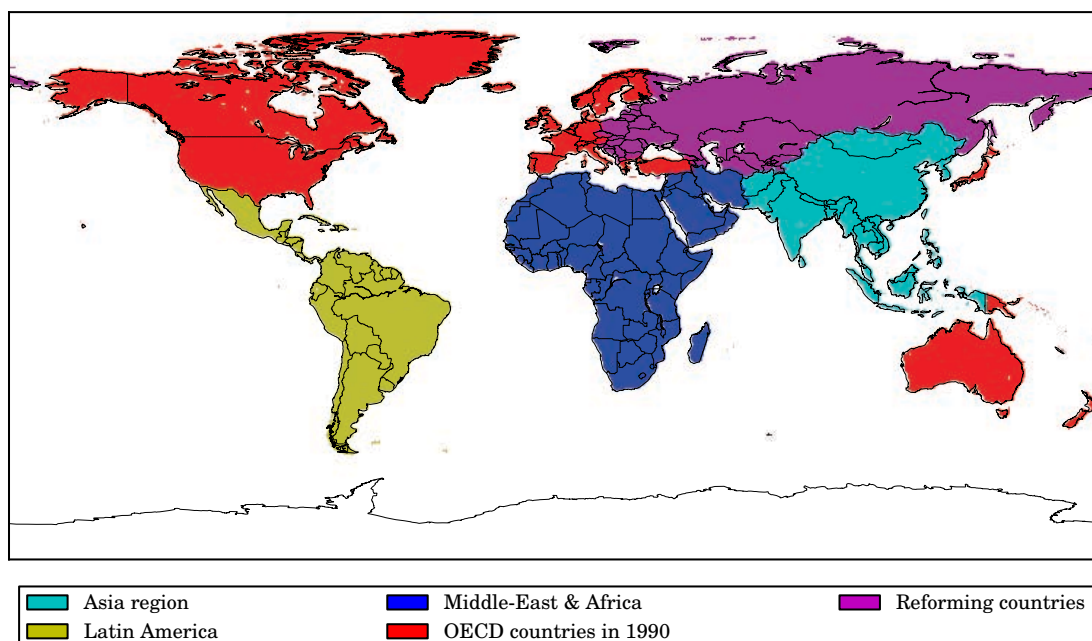 Asia region
Middle-East & Africa
Reforming countries
Latin America
OECD countries in 1990